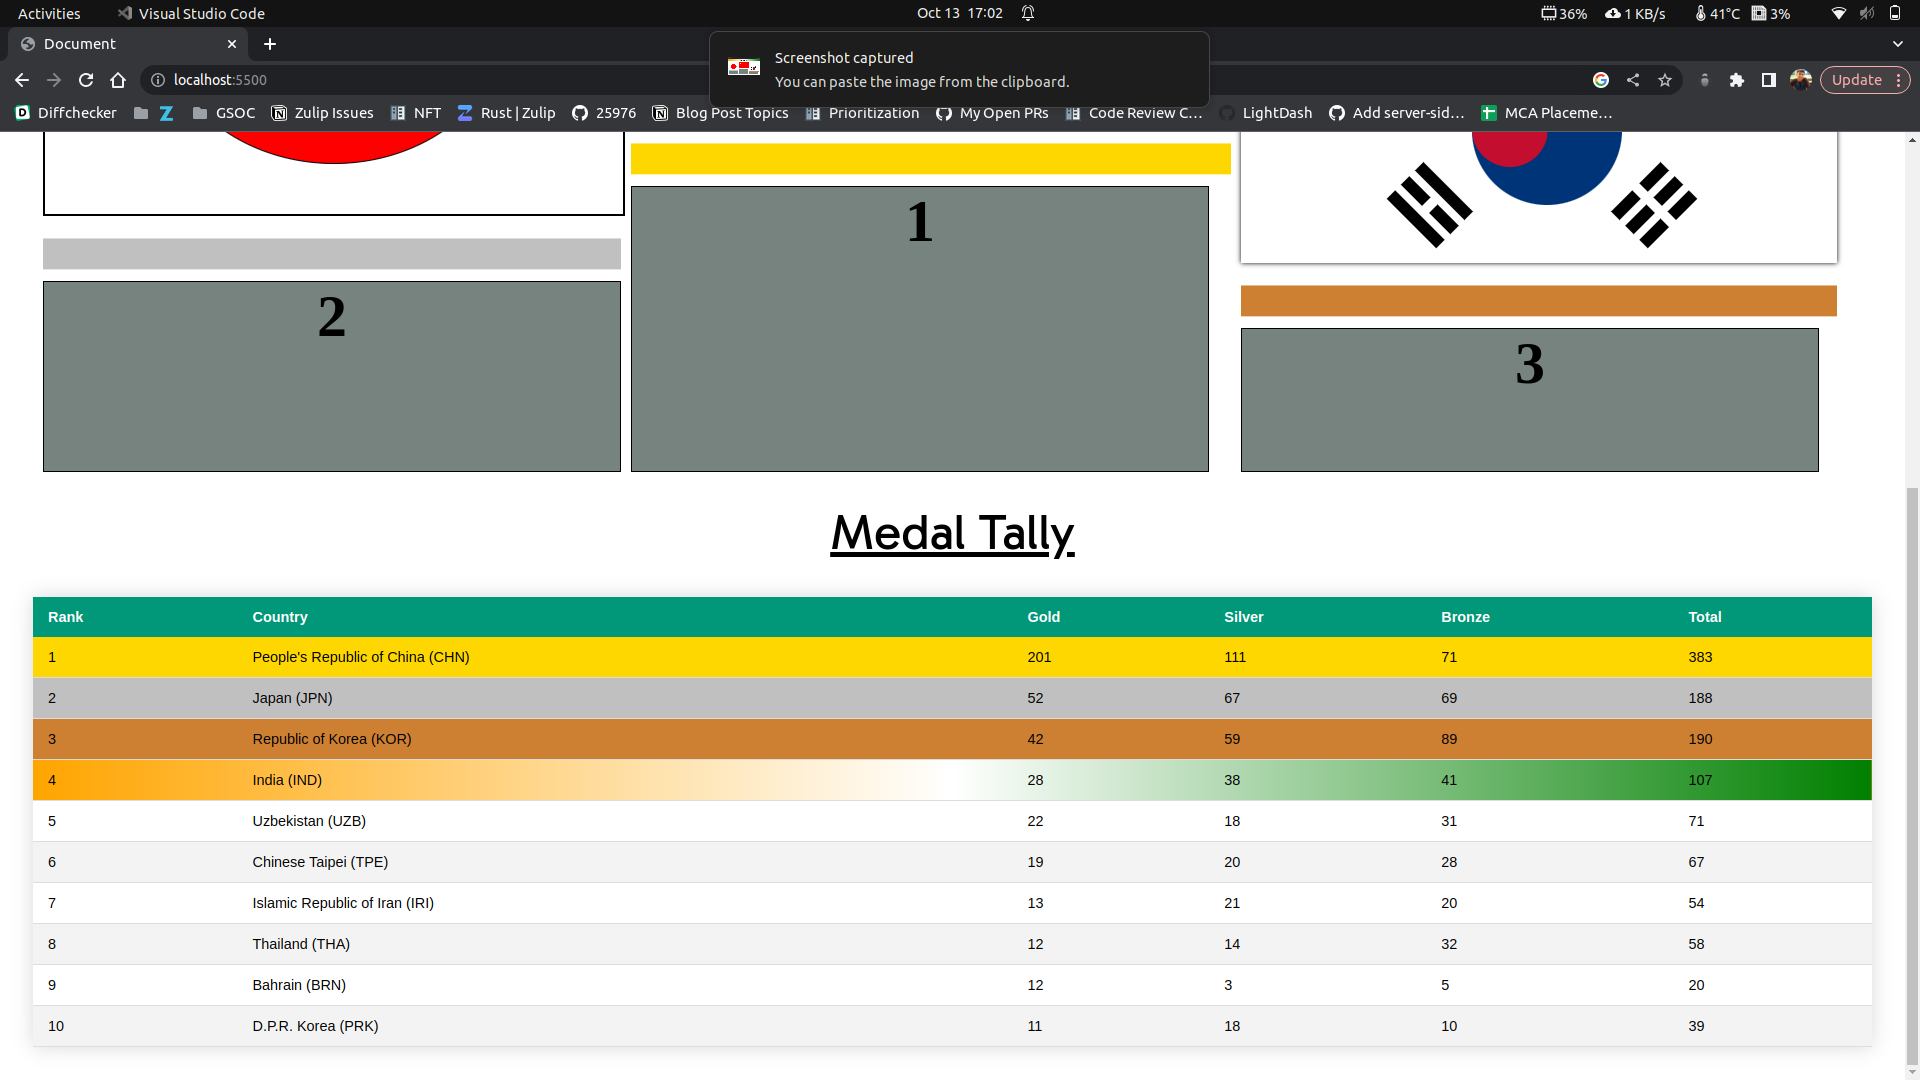 Activities Visual Studio Code Oct 13 17:02 36% 1 KB/s 41°C 3%
Document
Screenshot captured
You can paste the image from the clipboard.
localhost:5500 Update
Diffchecker GSOC Zulip Issues NFT Rust | Zulip 25976 Blog Post Topics Prioritization My Open PRs Code Review C... LightDash Add server-sid... MCA Placeme...
1
2
3
Medal Tally
Rank Country Gold Silver Bronze Total
1 People's Republic of China (CHN) 201 111 71 383
2 Japan (JPN) 52 67 69 188
3 Republic of Korea (KOR) 42 59 89 190
4 India (IND) 28 38 41 107
5 Uzbekistan (UZB) 22 18 31 71
6 Chinese Taipei (TPE) 19 20 28 67
7 Islamic Republic of Iran (IRI) 13 21 20 54
8 Thailand (THA) 12 14 32 58
9 Bahrain (BRN) 12 3 5 20
10 D.P.R. Korea (PRK) 11 18 10 39